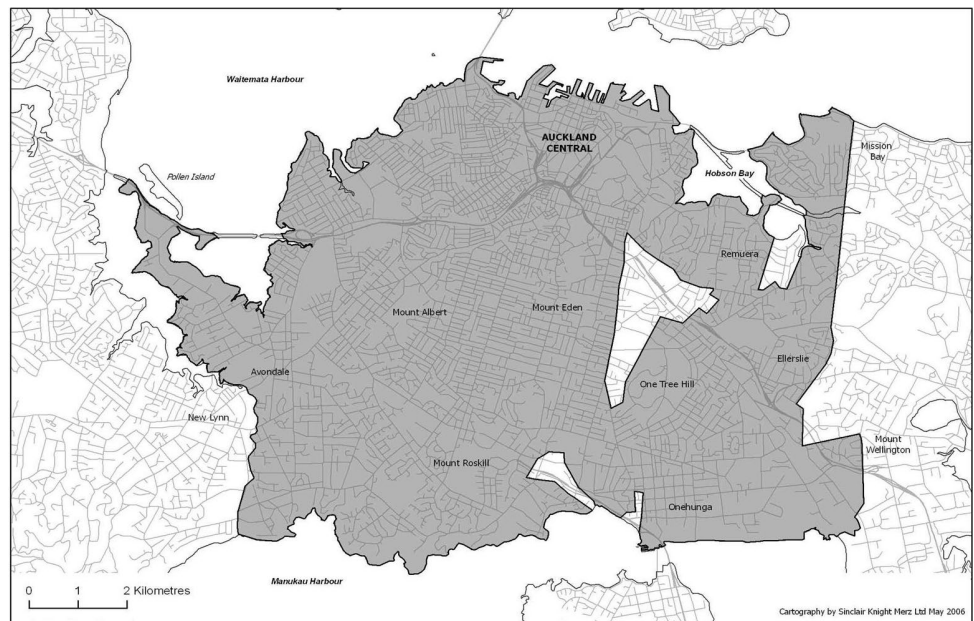 Waitemata Harbour
AUCKLAND
CENTRAL
Mission
Bay
Pollen Island
Hobson Bay
Remuera
Mount Albert
Mount Eden
Ellerslie
Avondale
One Tree Hill
New Lynn
Mount
Wellington
Mount Roskill
Onehunga
Manukau Harbour
0 1 2 Kilometres
Cartography by Sinclair Knight Merz Ltd May 2006